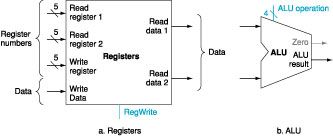 Register
numbers
5
Read
register 1
5
Read
register 2
5
Write
register
Data
Write
Data
Registers
Read
data 1
Read
data 2
Data
RegWrite
a. Registers
4
ALU operation
ALU
Zero
ALU
result
b. ALU